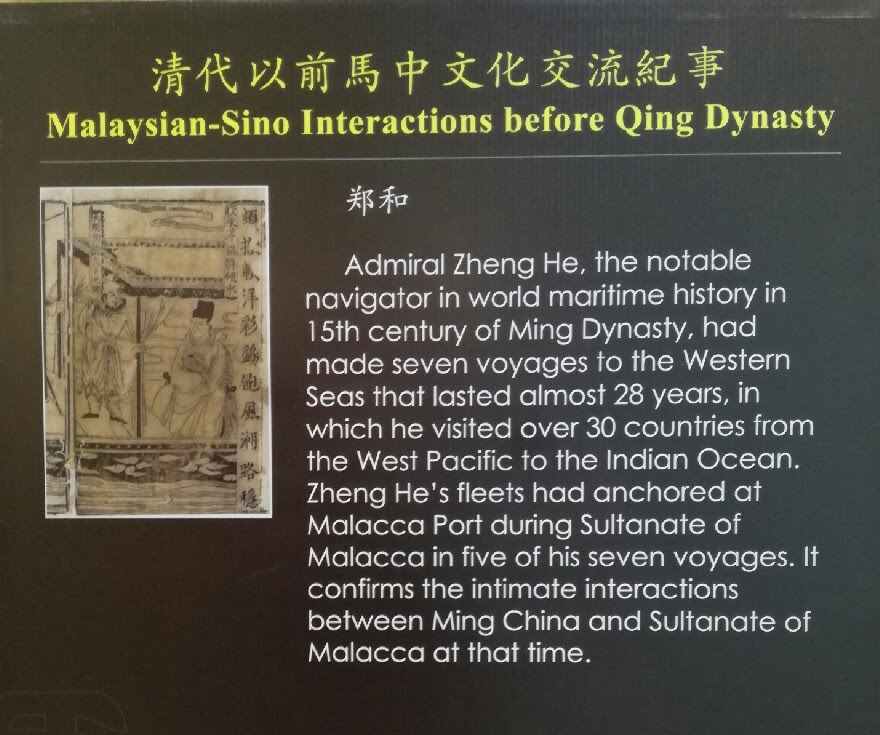 清代以前馬中文化交流紀事
Malaysian-Sino Interactions before Qing Dynasty
郑和
Admiral Zheng He, the notable
navigator in world maritime history in
15th century of Ming Dynasty, had
made seven voyages to the Western
Seas that lasted almost 28 years, in
which he visited over 30 countries from
the West Pacific to the Indian Ocean.
Zheng He's fleets had anchored at
Malacca Port during Sultanate of
Malacca in five of his seven voyages. It
confirms the intimate interactions
between Ming China and Sultanate of
Malacca at that time.